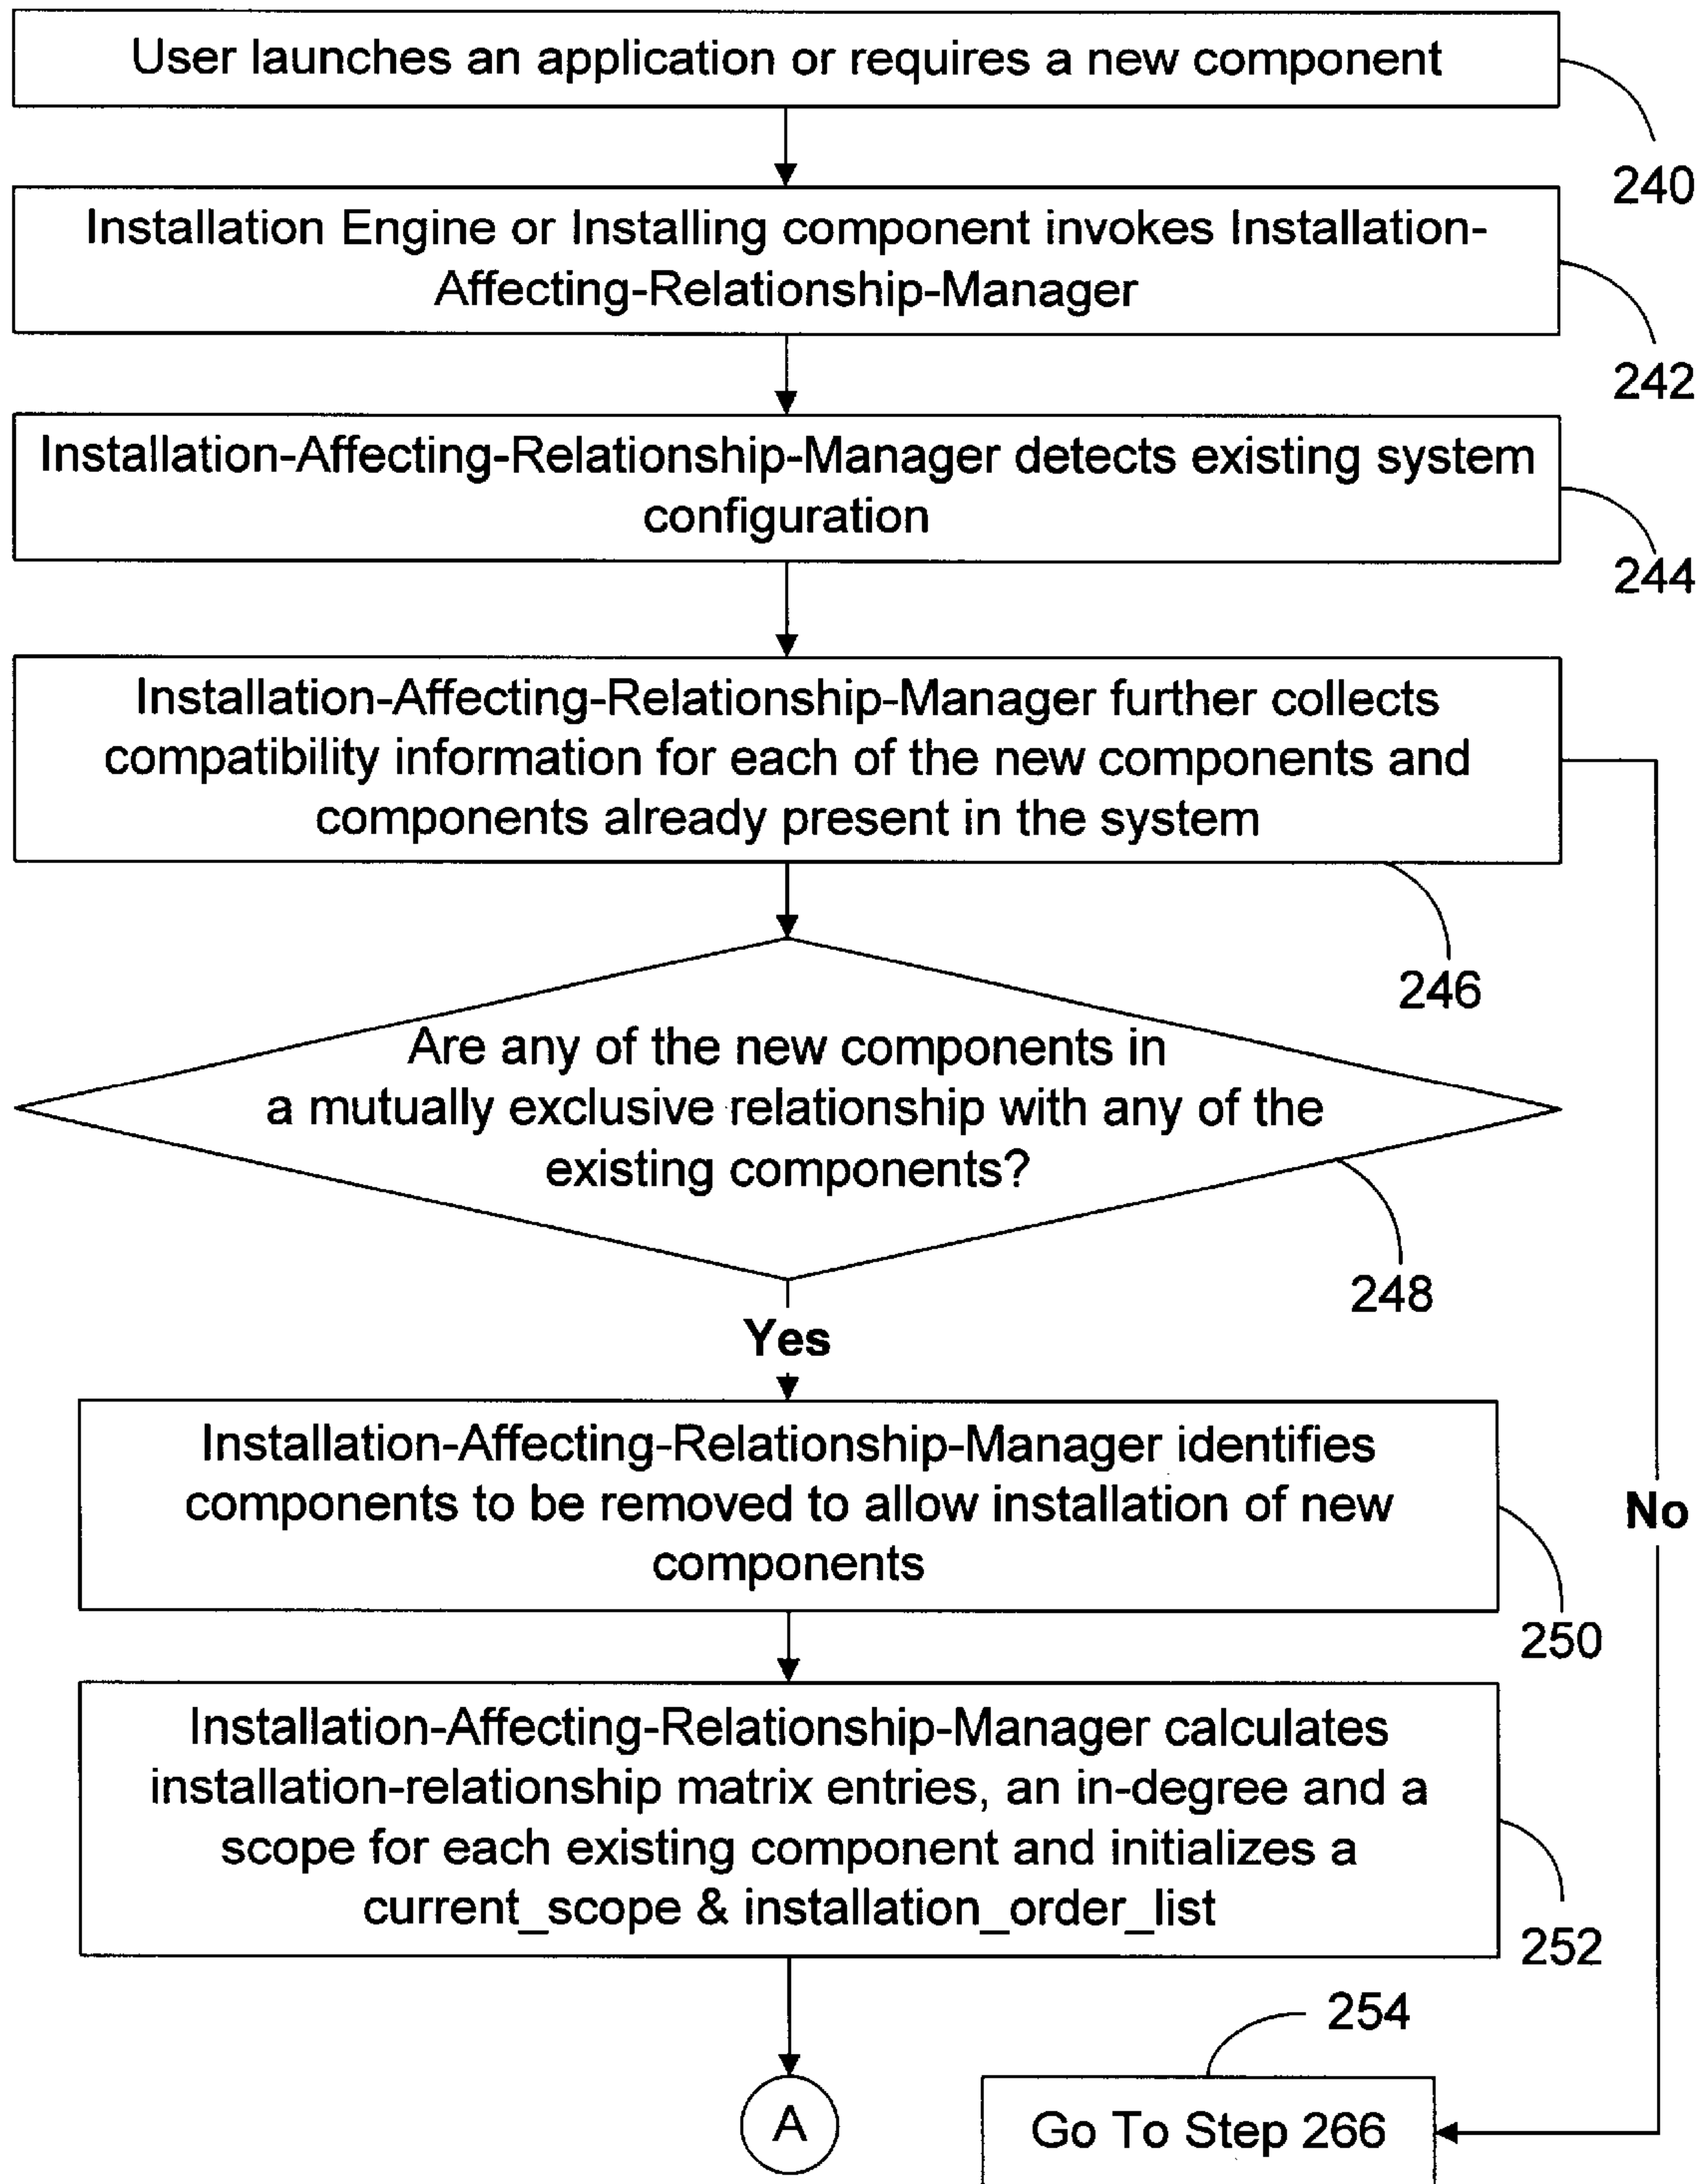 User launches an application or requires a new component
240
Installation Engine or Installing component invokes Installation-
Affecting-Relationship-Manager
242
Installation-Affecting-Relationship-Manager detects existing system
configuration
244
Installation-Affecting-Relationship-Manager further collects
compatibility information for each of the new components and
components already present in the system
246
Are any of the new components in
a mutually exclusive relationship with any of the
existing components?
248
Yes
Installation-Affecting-Relationship-Manager identifies
components to be removed to allow installation of new
components
No
250
Installation-Affecting-Relationship-Manager calculates
installation-relationship matrix entries, an in-degree and a
scope for each existing component and initializes a
current_scope & installation_order_list
252
254
A
Go To Step 266